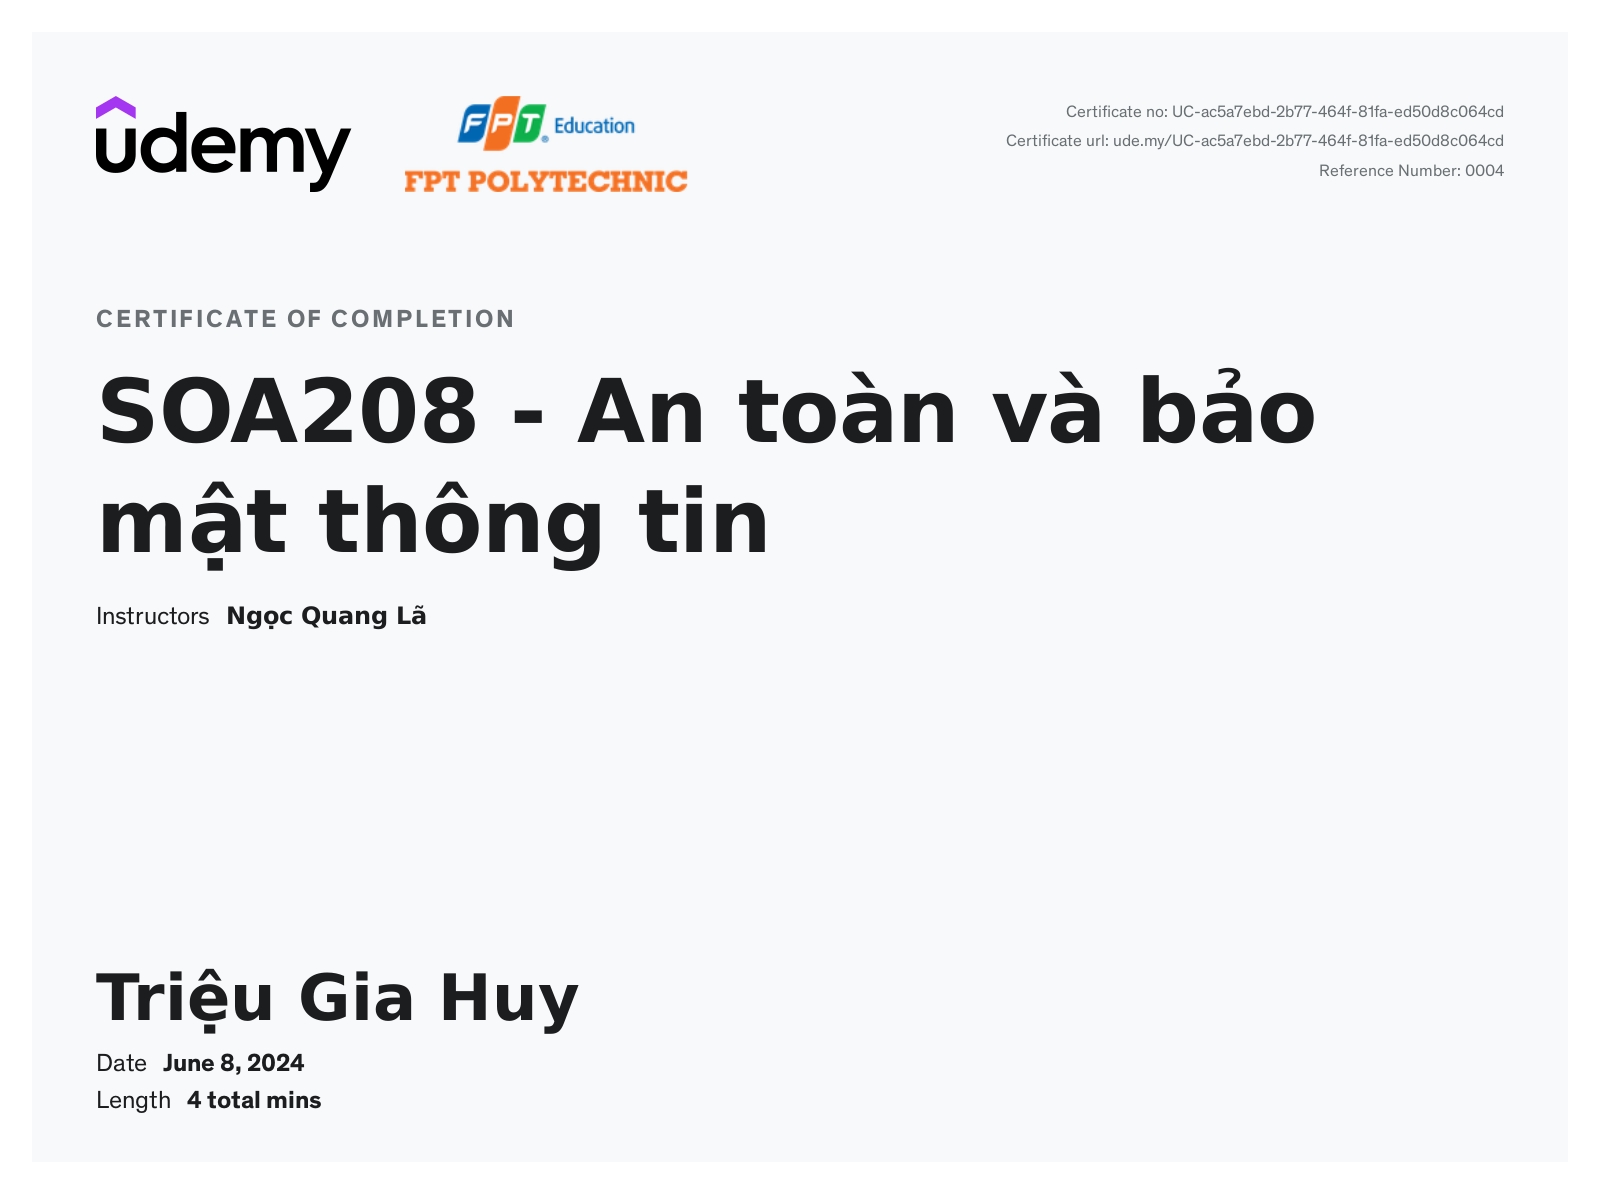 udemy
FPT Education
FPT POLYTECHNIC
Certificate no: UC-ac5a7ebd-2b77-464f-81fa-ed50d8c064cd
Certificate url: ude.my/UC-ac5a7ebd-2b77-464f-81fa-ed50d8c064cd
Reference Number: 0004
CERTIFICATE OF COMPLETION
SOA208 - An toàn và bảo
mật thông tin
Instructors Ngọc Quang Lã
Triệu Gia Huy
Date June 8, 2024
Length 4 total mins